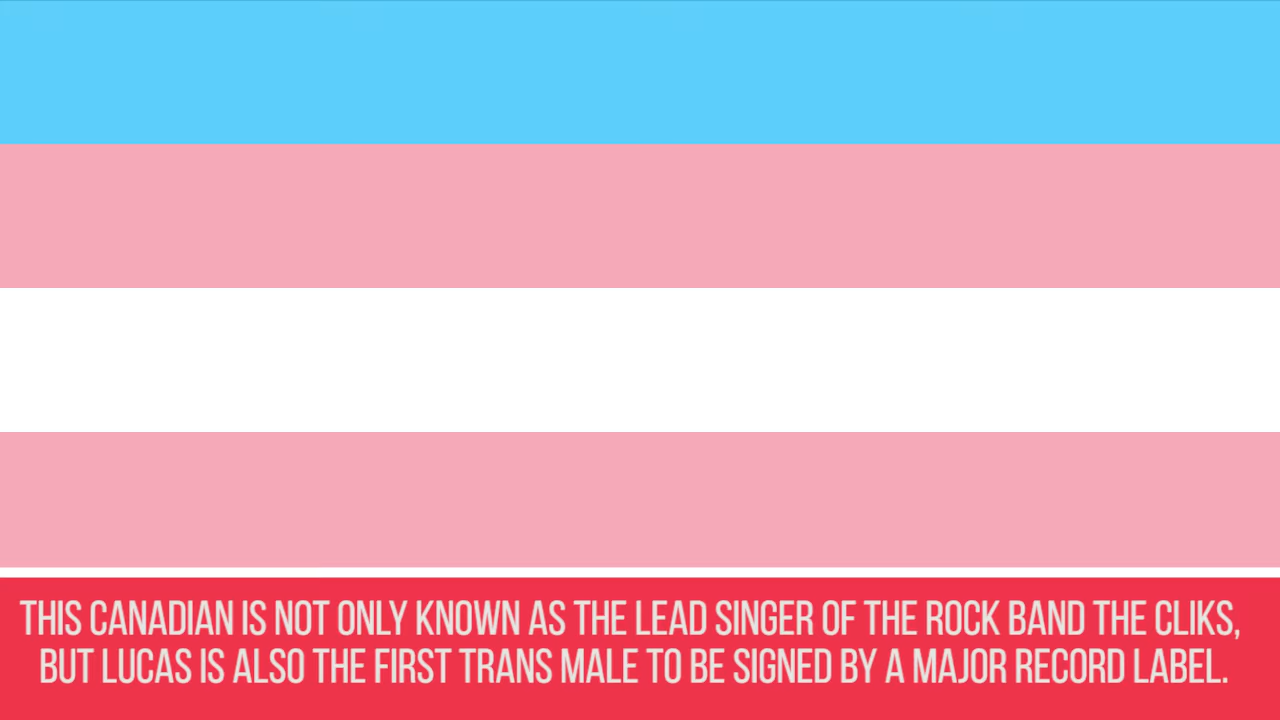 THIS CANADIAN IS NOT ONLY KNOWN AS THE LEAD SINGER OF THE ROCK BAND THE CLIKS,
BUT LUCAS IS ALSO THE FIRST TRANS MALE TO BE SIGNED BY A MAJOR RECORD LABEL.